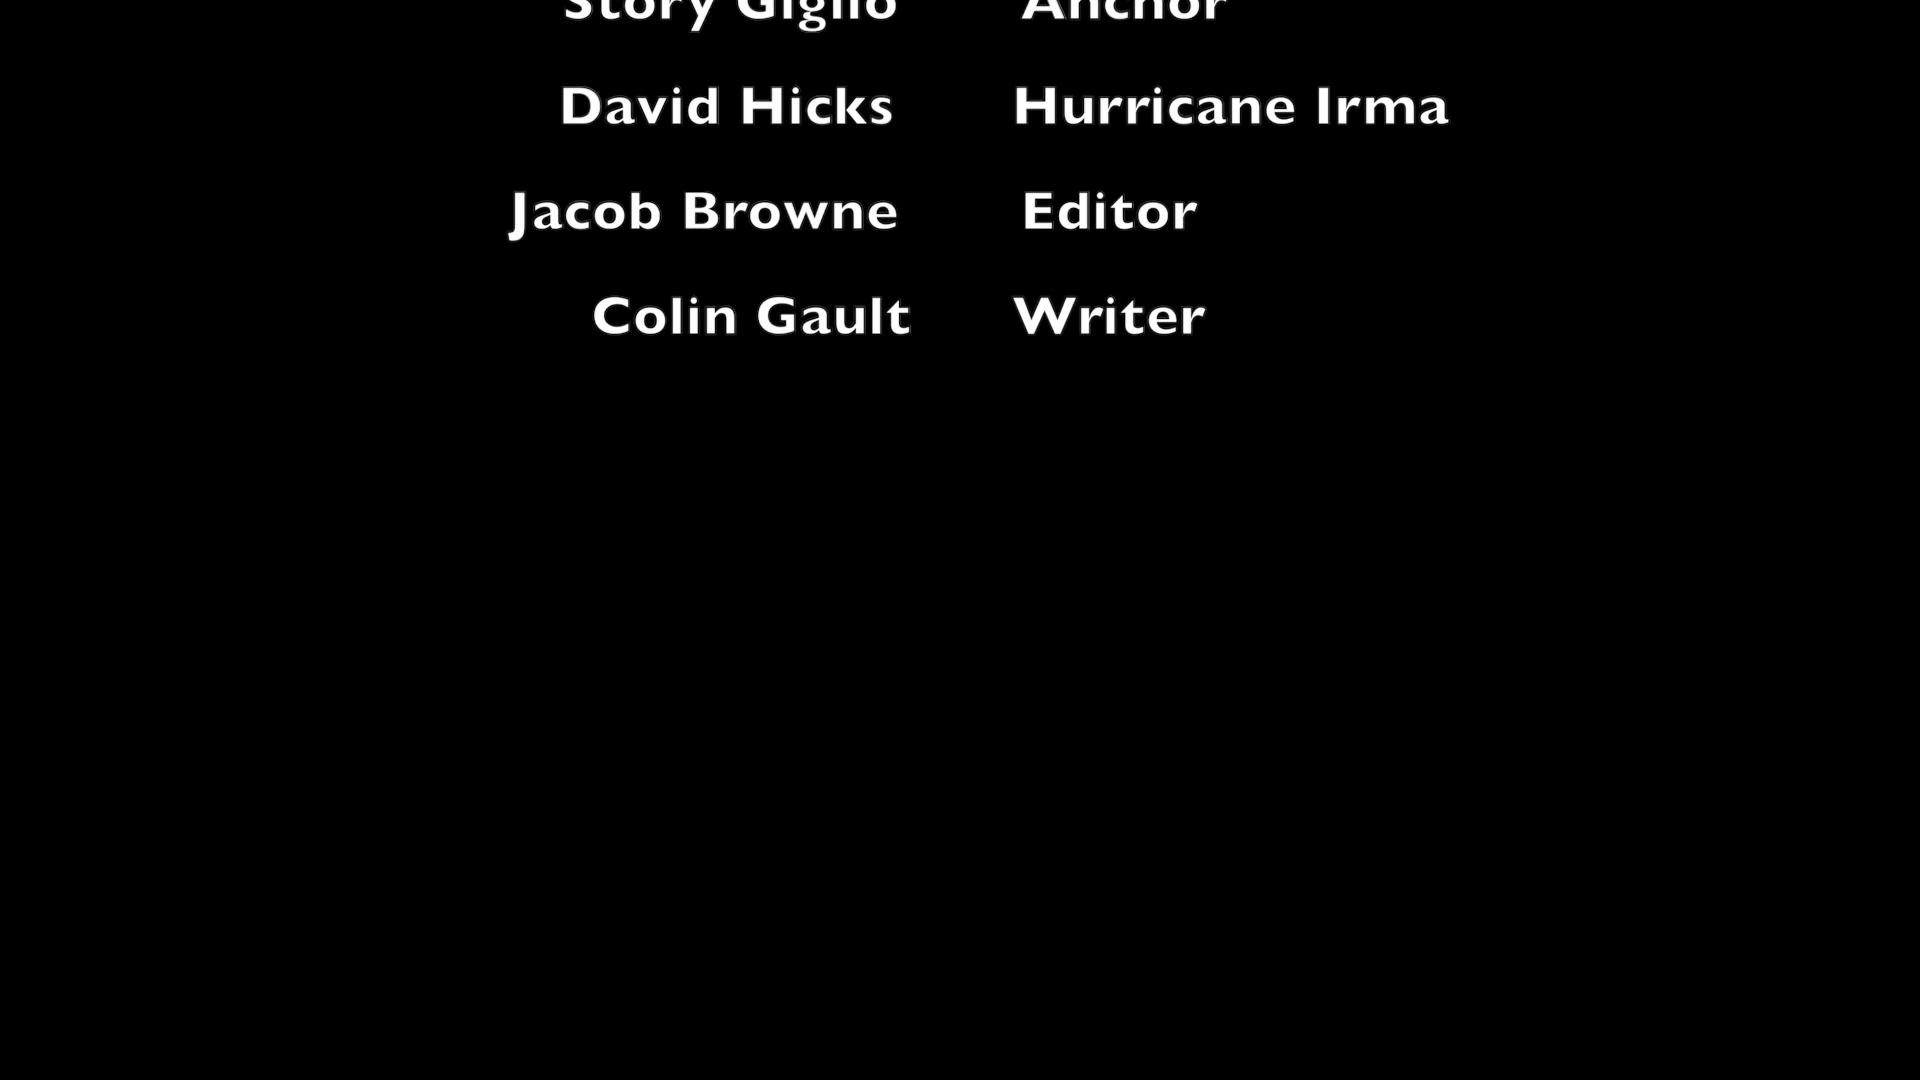 Story Giglio Anchor
David Hicks Hurricane Irma
Jacob Browne Editor
Colin Gault Writer